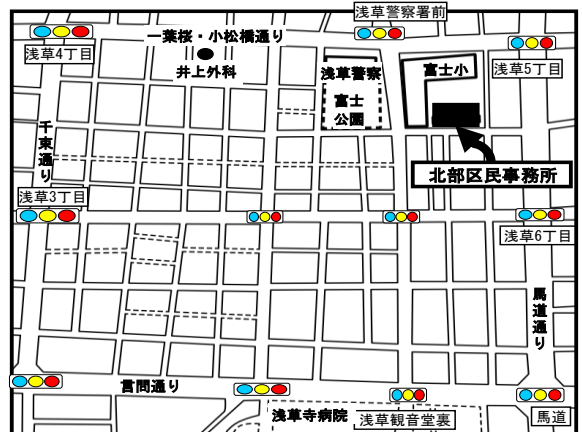 浅草警察署前
一葉桜・小松橋通り
浅草4丁目
井上外科
浅草警察
富士小
浅草5丁目
富士
公園
千束通り
北部区民事務所
浅草3丁目
浅草6丁目
馬道通り
言問通り
浅草寺病院
浅草観音堂裏
馬道